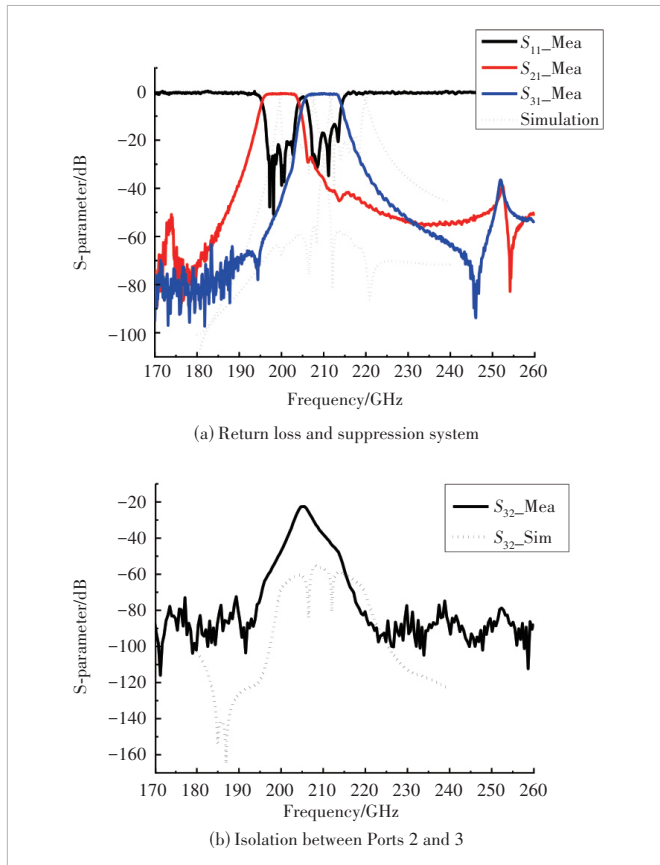 S11_Mea
S21_Mea
S31_Mea
Simulation
0
−20
−40
−60
−80
−100
S-parameter/dB
170 180 190 200 210 220 230 240 250 260
Frequency/GHz
(a) Return loss and suppression system
S32_Mea
S32_Sim
−20
−40
−60
−80
−100
−120
−140
−160
S-parameter/dB
170 180 190 200 210 220 230 240 250 260
Frequency/GHz
(b) Isolation between Ports 2 and 3